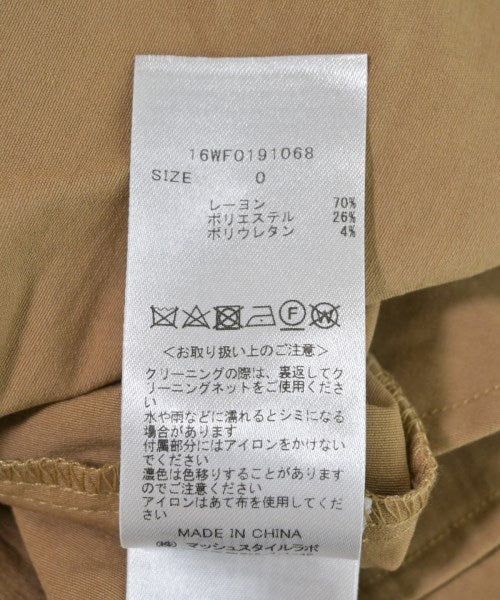 16WF0191068
SIZE 0
レーヨン 70%
ポリエステル 26%
ポリウレタン 4%
F W
<お取り扱い上のご注意>
クリーニングの際は、裏返してク
リーニングネットをご使用くださ
い
水や雨などに濡れるとシミになる
場合があります
付属部分にはアイロンをかけない
でください
濃色は色移りすることがあります
のでご注意ください
アイロンはあて布を使用してくだ
さい
MADE IN CHINA
(株) マッシュスタイルラボ